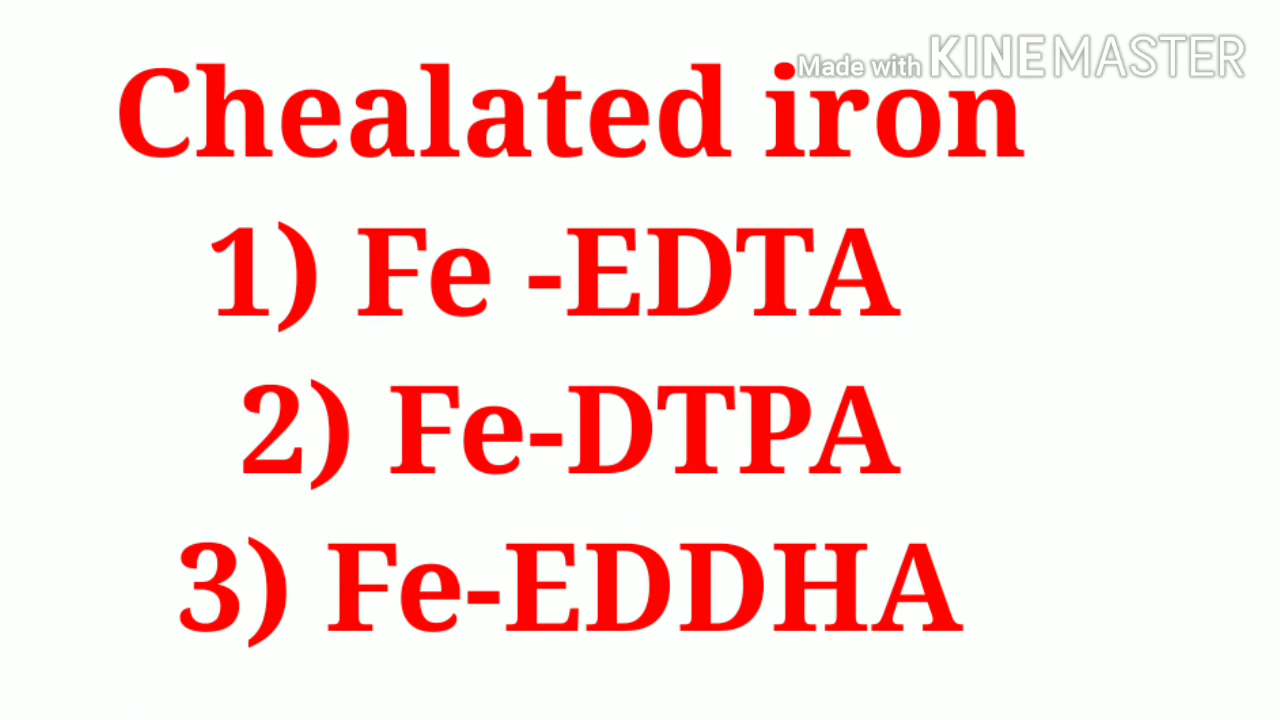 Made with KINEMASTER
Chealated iron
1) Fe -EDTA
2) Fe-DTPA
3) Fe-EDDHA